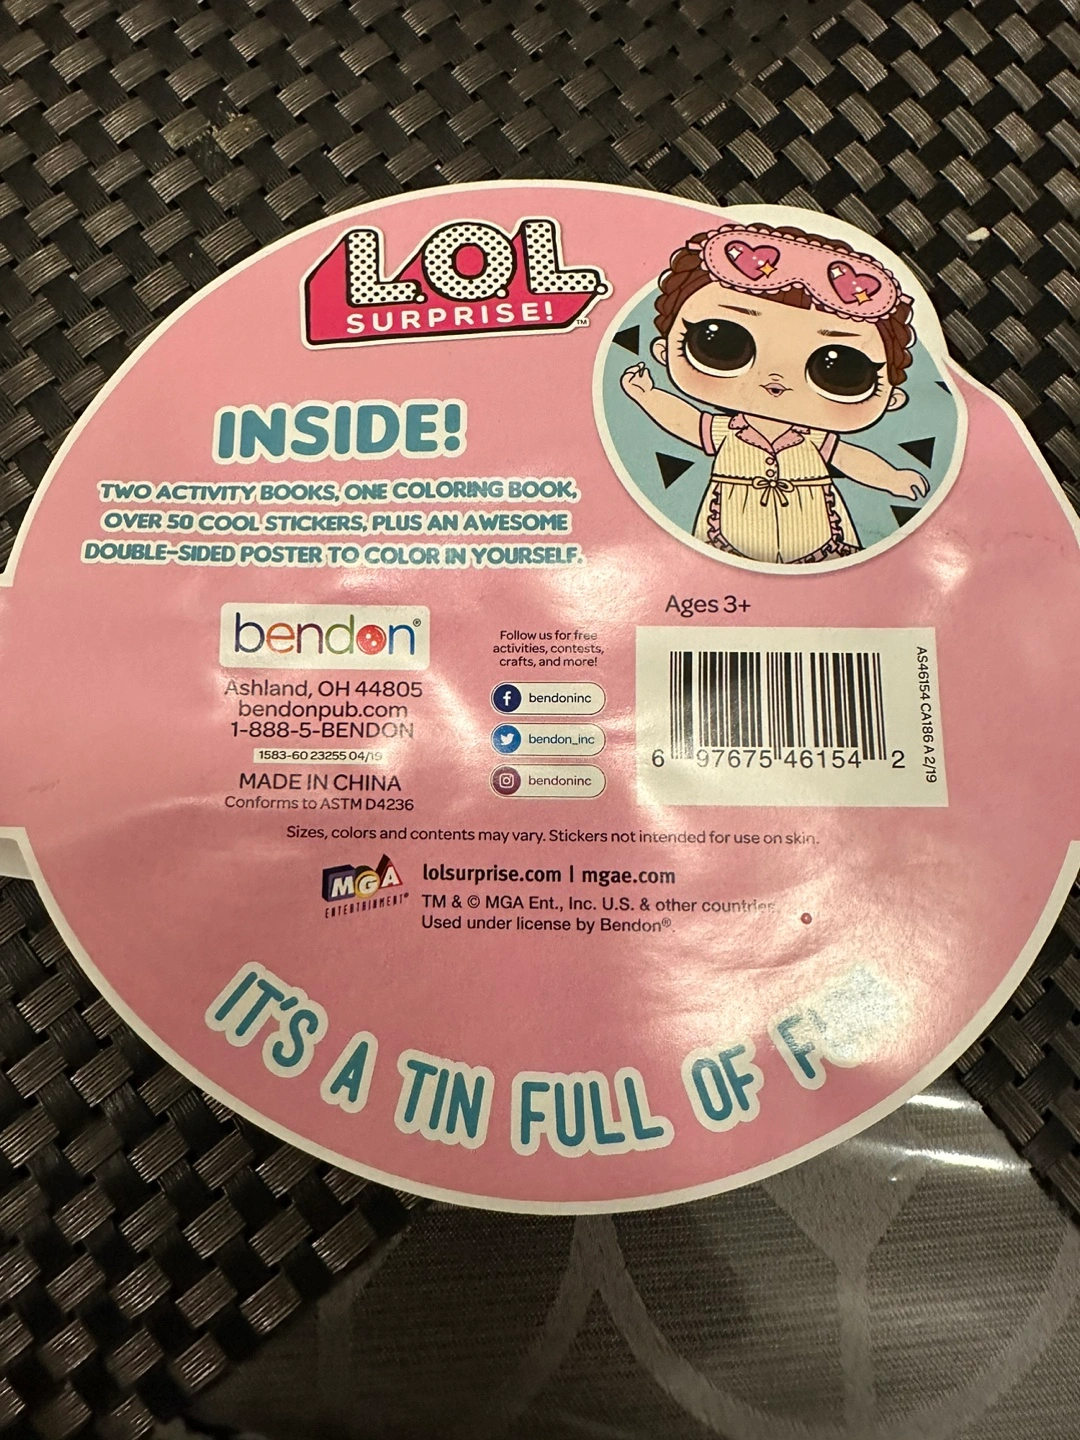 L.O.L.
SURPRISE!™
INSIDE!
TWO ACTIVITY BOOKS, ONE COLORING BOOK,
OVER 50 COOL STICKERS, PLUS AN AWESOME
DOUBLE-SIDED POSTER TO COLOR IN YOURSELF.
bendon®
Ashland, OH 44805
bendonpub.com
1-888-5-BENDON
1583-60 23255 04/19
MADE IN CHINA
Conforms to ASTM D4236
Follow us for free
activities, contests,
crafts, and more!
bendoninc
bendon_inc
bendoninc
Ages 3+
6 97675 46154 2
AS46154 CA186 A 2/19
Sizes, colors and contents may vary. Stickers not intended for use on skin.
MGA
ENTERTAINMENT®
lolsurprise.com | mgae.com
TM & © MGA Ent., Inc. U.S. & other countries.
Used under license by Bendon®.
IT'S A TIN FULL OF